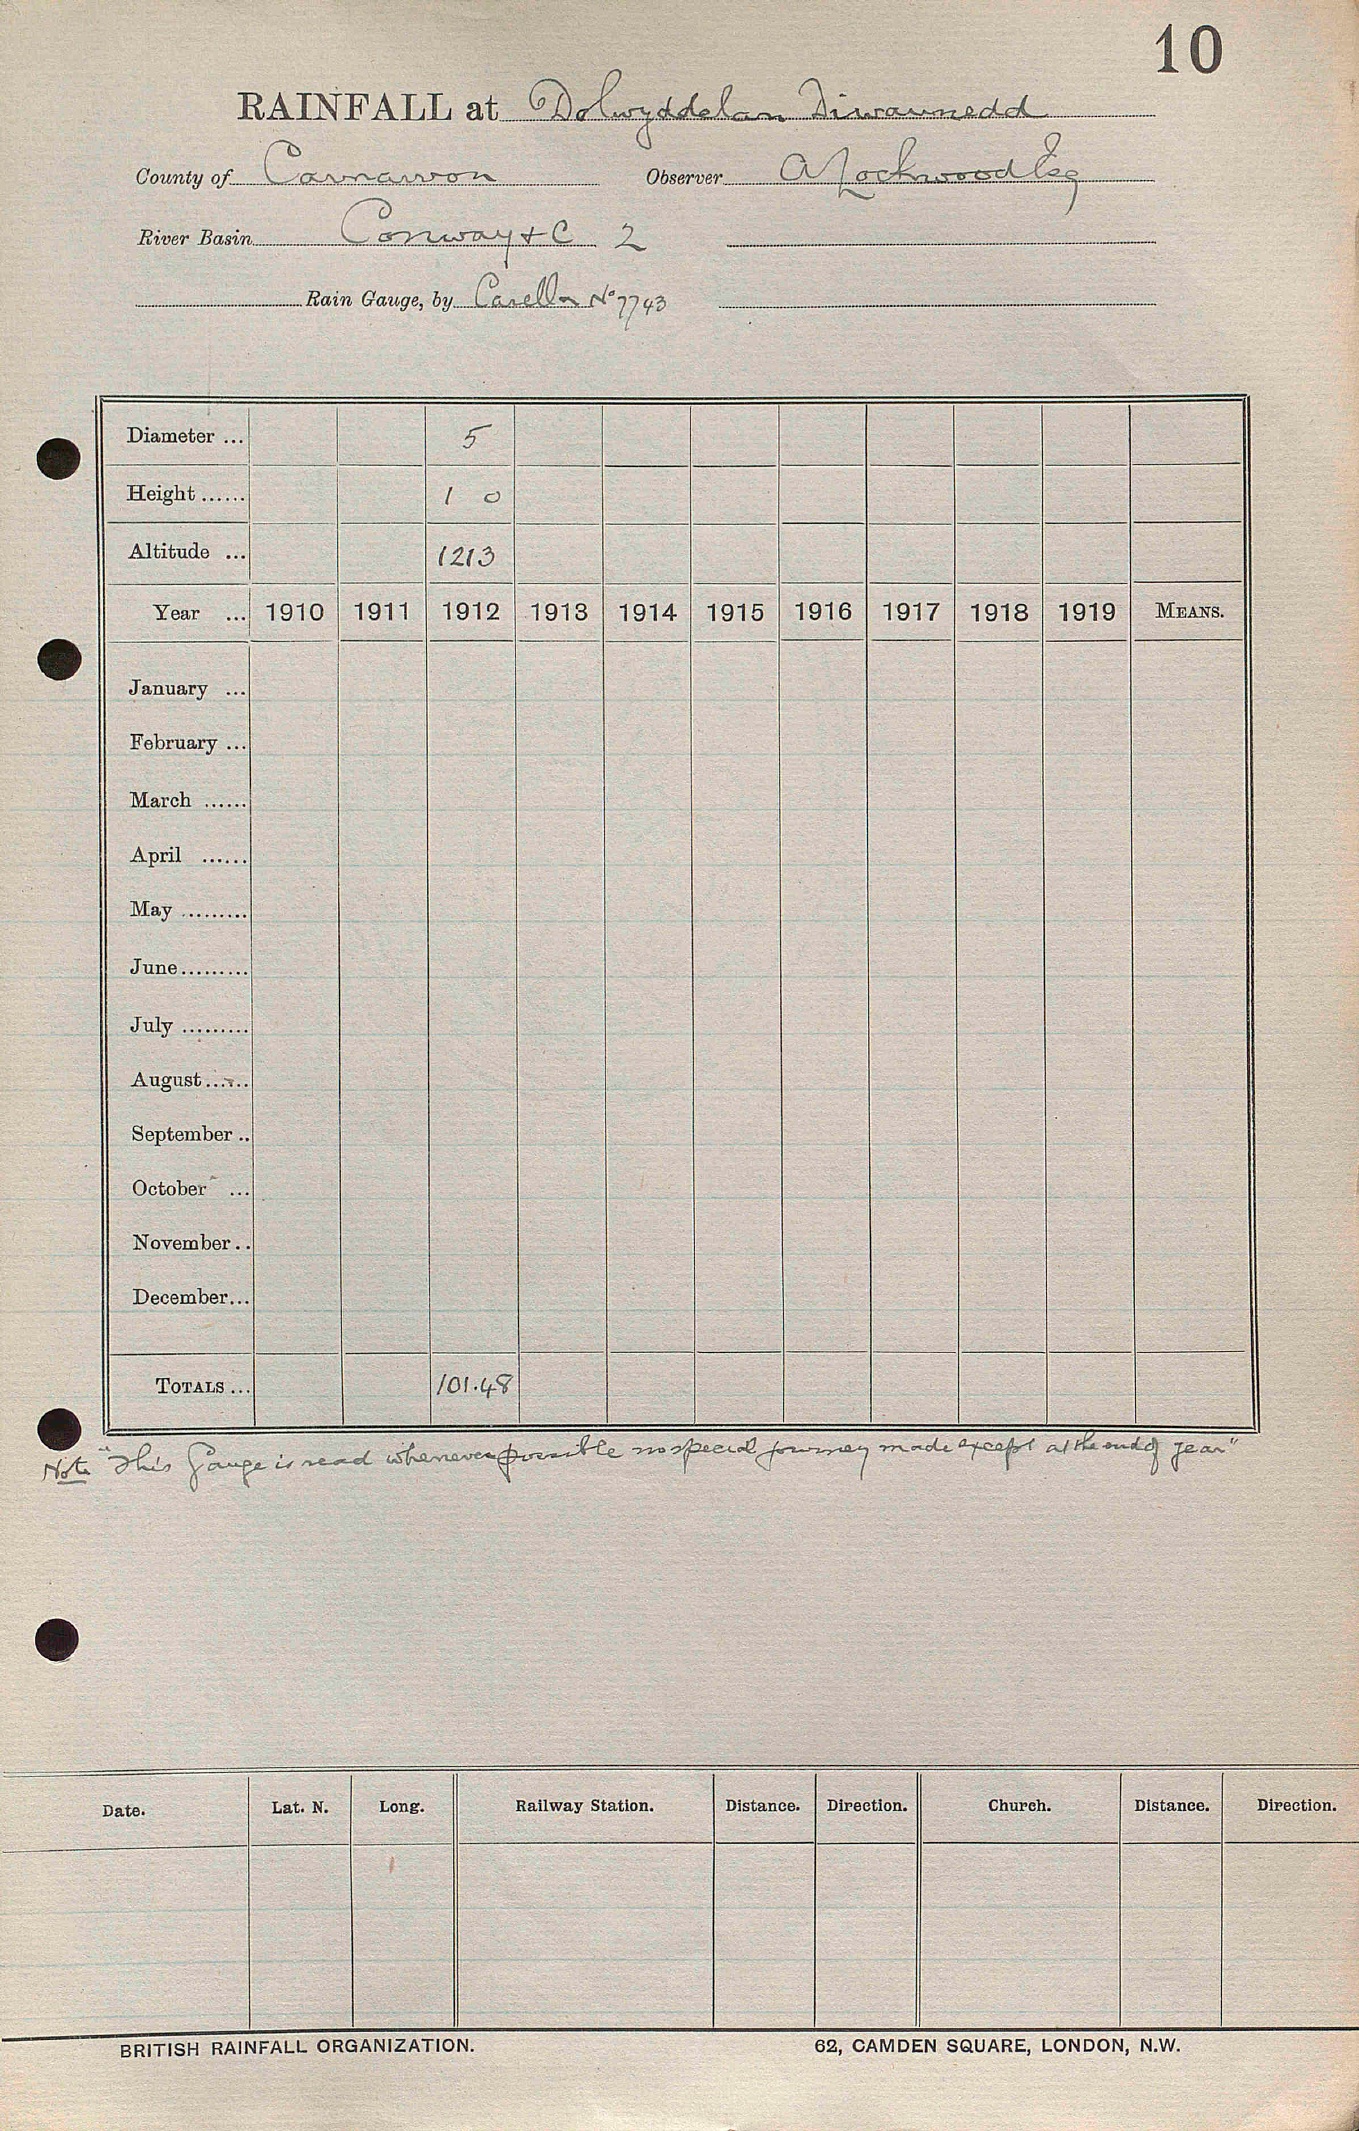 10
RAINFALL at Dolwyddelan Diwaunedd
County of Carnarvon Observer A Lockwood Esq
River Basin Conway + C 2
Rain Gauge, by Casella No 7743
Diameter ... 5
Height ...... 1 0
Altitude ... 1213
Year ... 1910 1911 1912 1913 1914 1915 1916 1917 1918 1919 MEANS.
January ...
February ...
March ......
April ......
May .........
June.........
July .........
August......
September ..
October ...
November ..
December...
TOTALS ... 101.48
Note "This Gauge is read whenever possible no special journey made except at the end of year"
Date. Lat. N. Long. Railway Station. Distance. Direction. Church. Distance. Direction.
BRITISH RAINFALL ORGANIZATION. 62, CAMDEN SQUARE, LONDON, N.W.